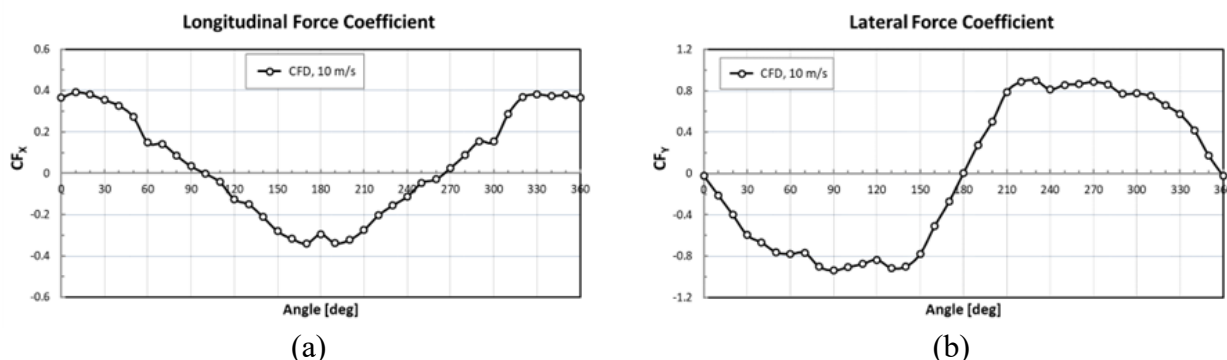 Longitudinal Force Coefficient
0.6
0.4
0.2
0
-0.2
-0.4
-0.6
CFX
CFD, 10 m/s
0 30 60 90 120 150 180 210 240 270 300 330 360
Angle [deg]
(a)
Lateral Force Coefficient
1.2
0.8
0.4
0
-0.4
-0.8
-1.2
CFY
CFD, 10 m/s
0 30 60 90 120 150 180 210 240 270 300 330 360
Angle [deg]
(b)